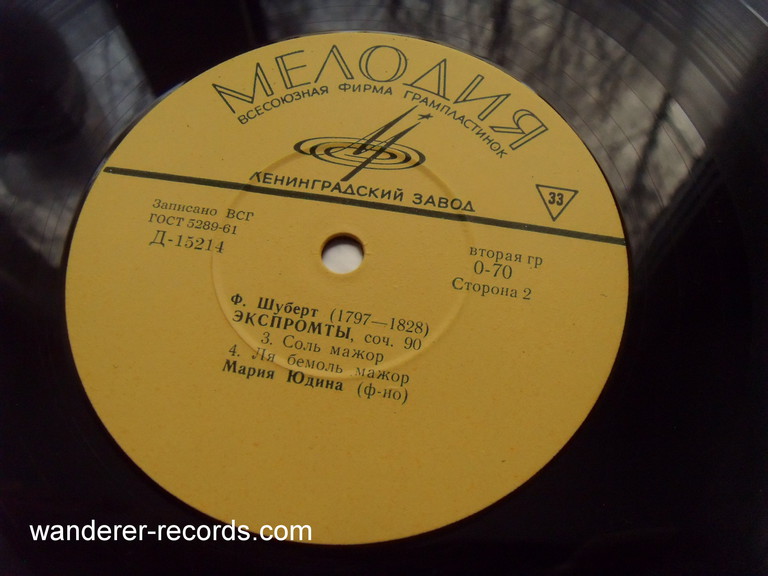 МЕЛОДИЯ
ВСЕСОЮЗНАЯ ФИРМА ГРАМПЛАСТИНОК
ЛЕНИНГРАДСКИЙ ЗАВОД
33
Записано ВСГ
ГОСТ 5289-61
Д-15214
вторая гр
0-70
Сторона 2
Ф. Шуберт (1797—1828)
ЭКСПРОМТЫ, соч. 90
3. Соль мажор
4. Ля бемоль мажор
Мария Юдина (ф-но)
wanderer-records.com